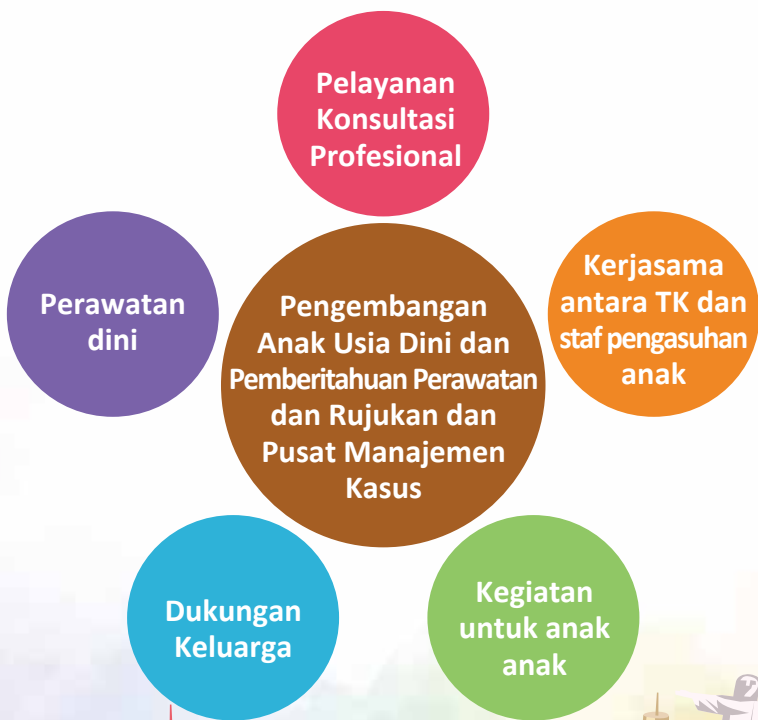 Pelayanan
Konsultasi
Profesional
Perawatan
dini
Pengembangan
Anak Usia Dini dan
Pemberitahuan Perawatan
dan Rujukan dan
Pusat Manajemen
Kasus
Kerjasama
antara TK dan
staf pengasuhan
anak
Dukungan
Keluarga
Kegiatan
untuk anak
anak